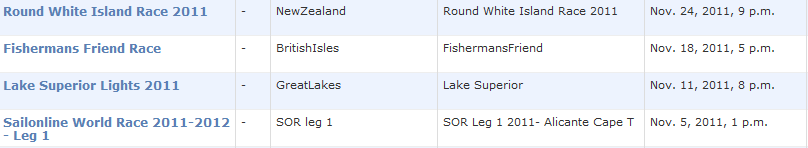 Round White Island Race 2011 - NewZealand Round White Island Race 2011 Nov. 24, 2011, 9 p.m.
Fishermans Friend Race - BritishIsles FishermansFriend Nov. 18, 2011, 5 p.m.
Lake Superior Lights 2011 - GreatLakes Lake Superior Nov. 11, 2011, 8 p.m.
Sailonline World Race 2011-2012 - SOR leg 1 SOR Leg 1 2011- Alicante Cape T Nov. 5, 2011, 1 p.m.
- Leg 1